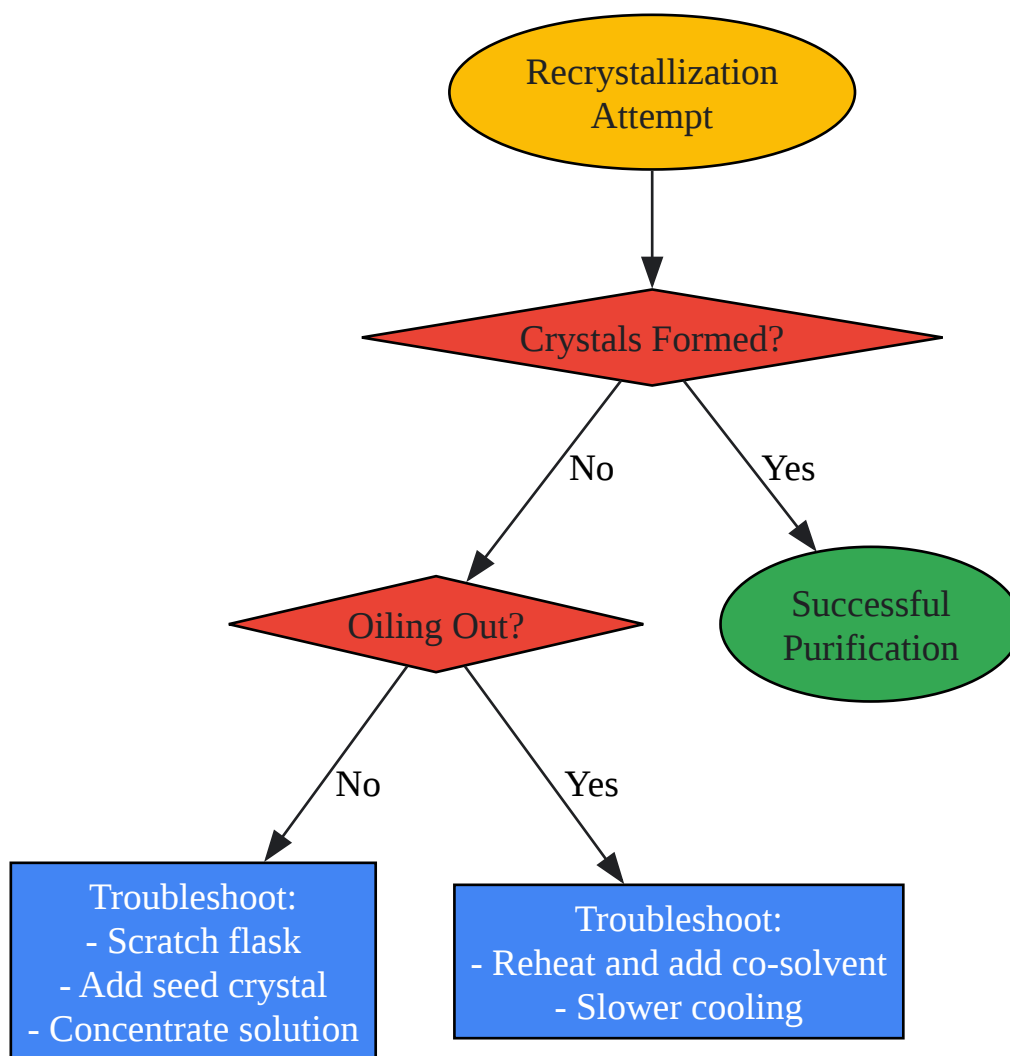 Recrystallization
Attempt
Crystals Formed?
No
Yes
Oiling Out?
Successful
Purification
No
Yes
Troubleshoot:
- Scratch flask
- Add seed crystal
- Concentrate solution
Troubleshoot:
- Reheat and add co-solvent
- Slower cooling